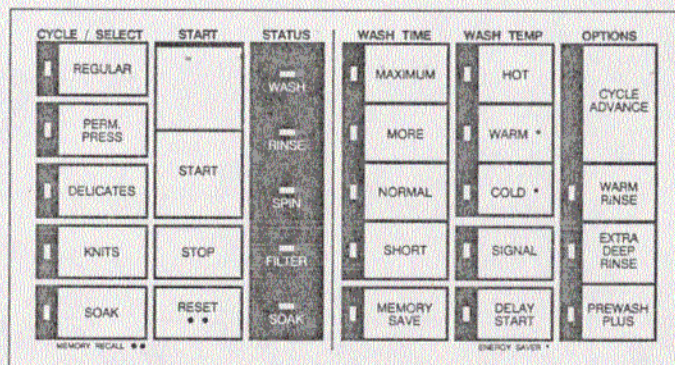 CYCLE / SELECT
REGULAR
PERM.
PRESS
DELICATES
KNITS
SOAK
MEMORY RECALL ●●
START
START
STOP
RESET
● ●
STATUS
WASH
RINSE
SPIN
FILTER
SOAK
WASH TIME
MAXIMUM
MORE
NORMAL
SHORT
MEMORY
SAVE
WASH TEMP
HOT
WARM *
COLD *
SIGNAL
DELAY
START
ENERGY SAVER *
OPTIONS
CYCLE
ADVANCE
WARM
RINSE
EXTRA
DEEP
RINSE
PREWASH
PLUS